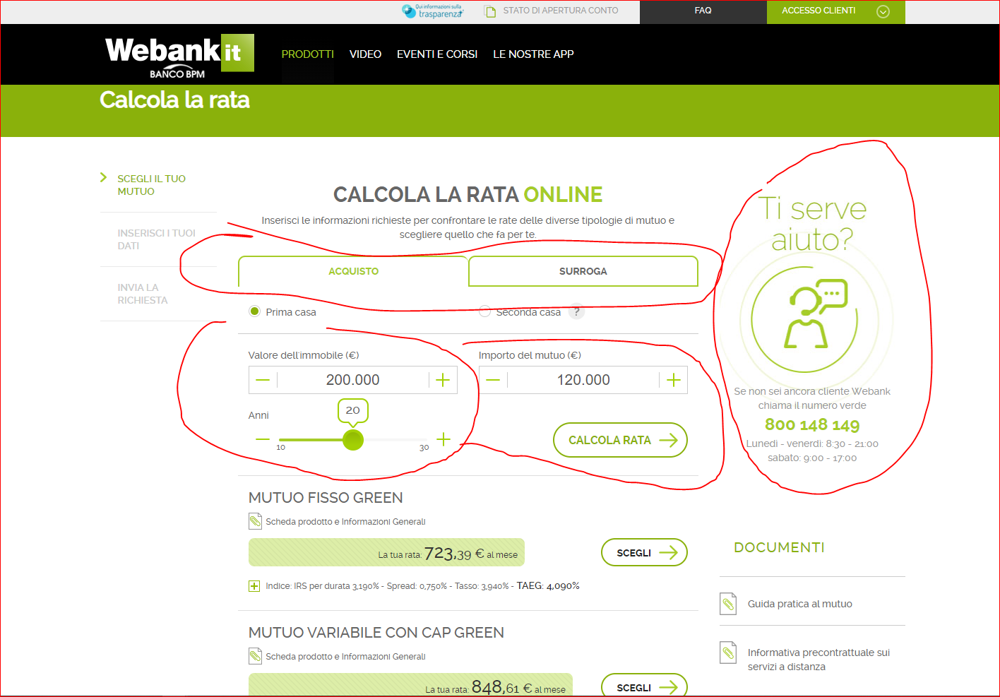 Qui informazioni sulla
trasparenza
STATO DI APERTURA CONTO
FAQ
ACCESSO CLIENTI
Webank it
BANCO BPM
PRODOTTI
VIDEO
EVENTI E CORSI
LE NOSTRE APP
Calcola la rata
SCEGLI IL TUO
MUTUO
INSERISCI I TUOI
DATI
INVIA LA
RICHIESTA
CALCOLA LA RATA ONLINE
Inserisci le informazioni richieste per confrontare le rate delle diverse tipologie di mutuo e
scegliere quello che fa per te.
ACQUISTO
SURROGA
Prima casa
Seconda casa ?
Valore dell'immobile (€)
200.000
Importo del mutuo (€)
120.000
Anni
20
10
30
CALCOLA RATA
MUTUO FISSO GREEN
Scheda prodotto e Informazioni Generali
La tua rata: 723,39 € al mese
SCEGLI
Indice: IRS per durata 3,190% - Spread: 0,750% - Tasso: 3,940% - TAEG: 4,090%
MUTUO VARIABILE CON CAP GREEN
Scheda prodotto e Informazioni Generali
La tua rata: 848,61 € al mese
SCEGLI
Ti serve
aiuto?
Se non sei ancora cliente Webank
chiama il numero verde
800 148 149
Lunedì - venerdì: 8:30 - 21:00
sabato: 9:00 - 17:00
DOCUMENTI
Guida pratica al mutuo
Informativa precontrattuale sui
servizi a distanza